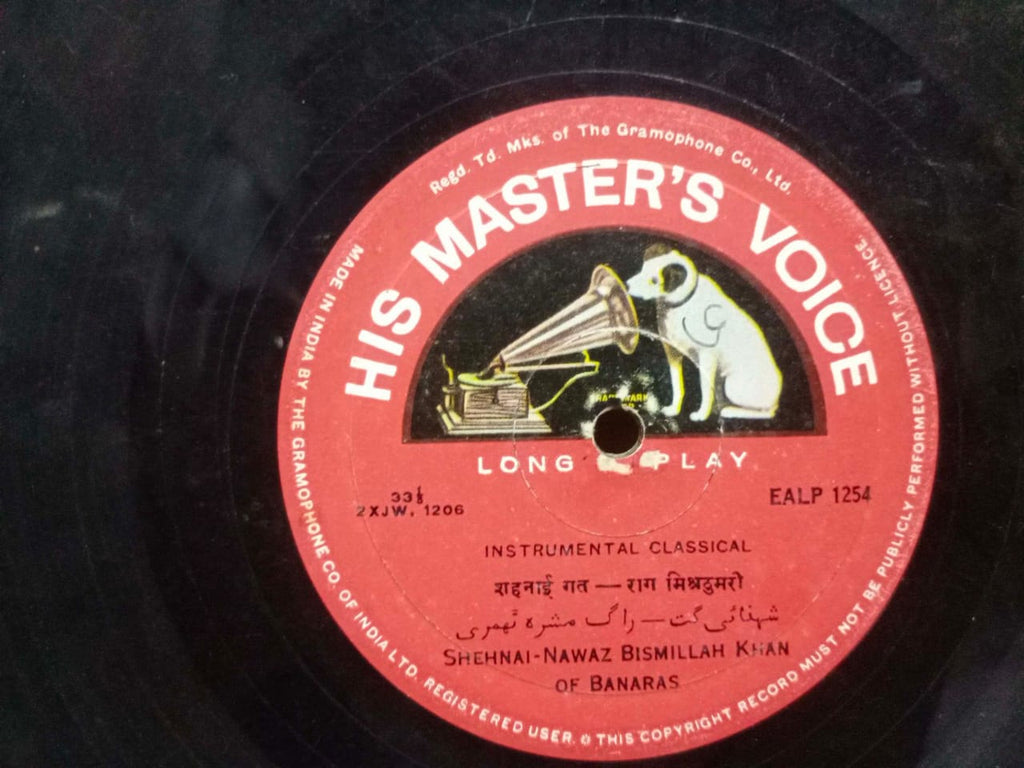 Regd. Td. Mks. of The Gramophone Co., Ltd.
HIS MASTER'S VOICE
LONG PLAY
33⅓
2XJW. 1206
EALP 1254
INSTRUMENTAL CLASSICAL
शहनाई गत — राग मिश्रठुमरी
شہنائی گت — راگ مشرہ ٹھمری
SHEHNAI-NAWAZ BISMILLAH KHAN
OF BANARAS
MADE IN INDIA BY THE GRAMOPHONE CO. OF INDIA LTD. REGISTERED USER. ✿ THIS COPYRIGHT RECORD MUST NOT BE PUBLICLY PERFORMED WITHOUT LICENCE.